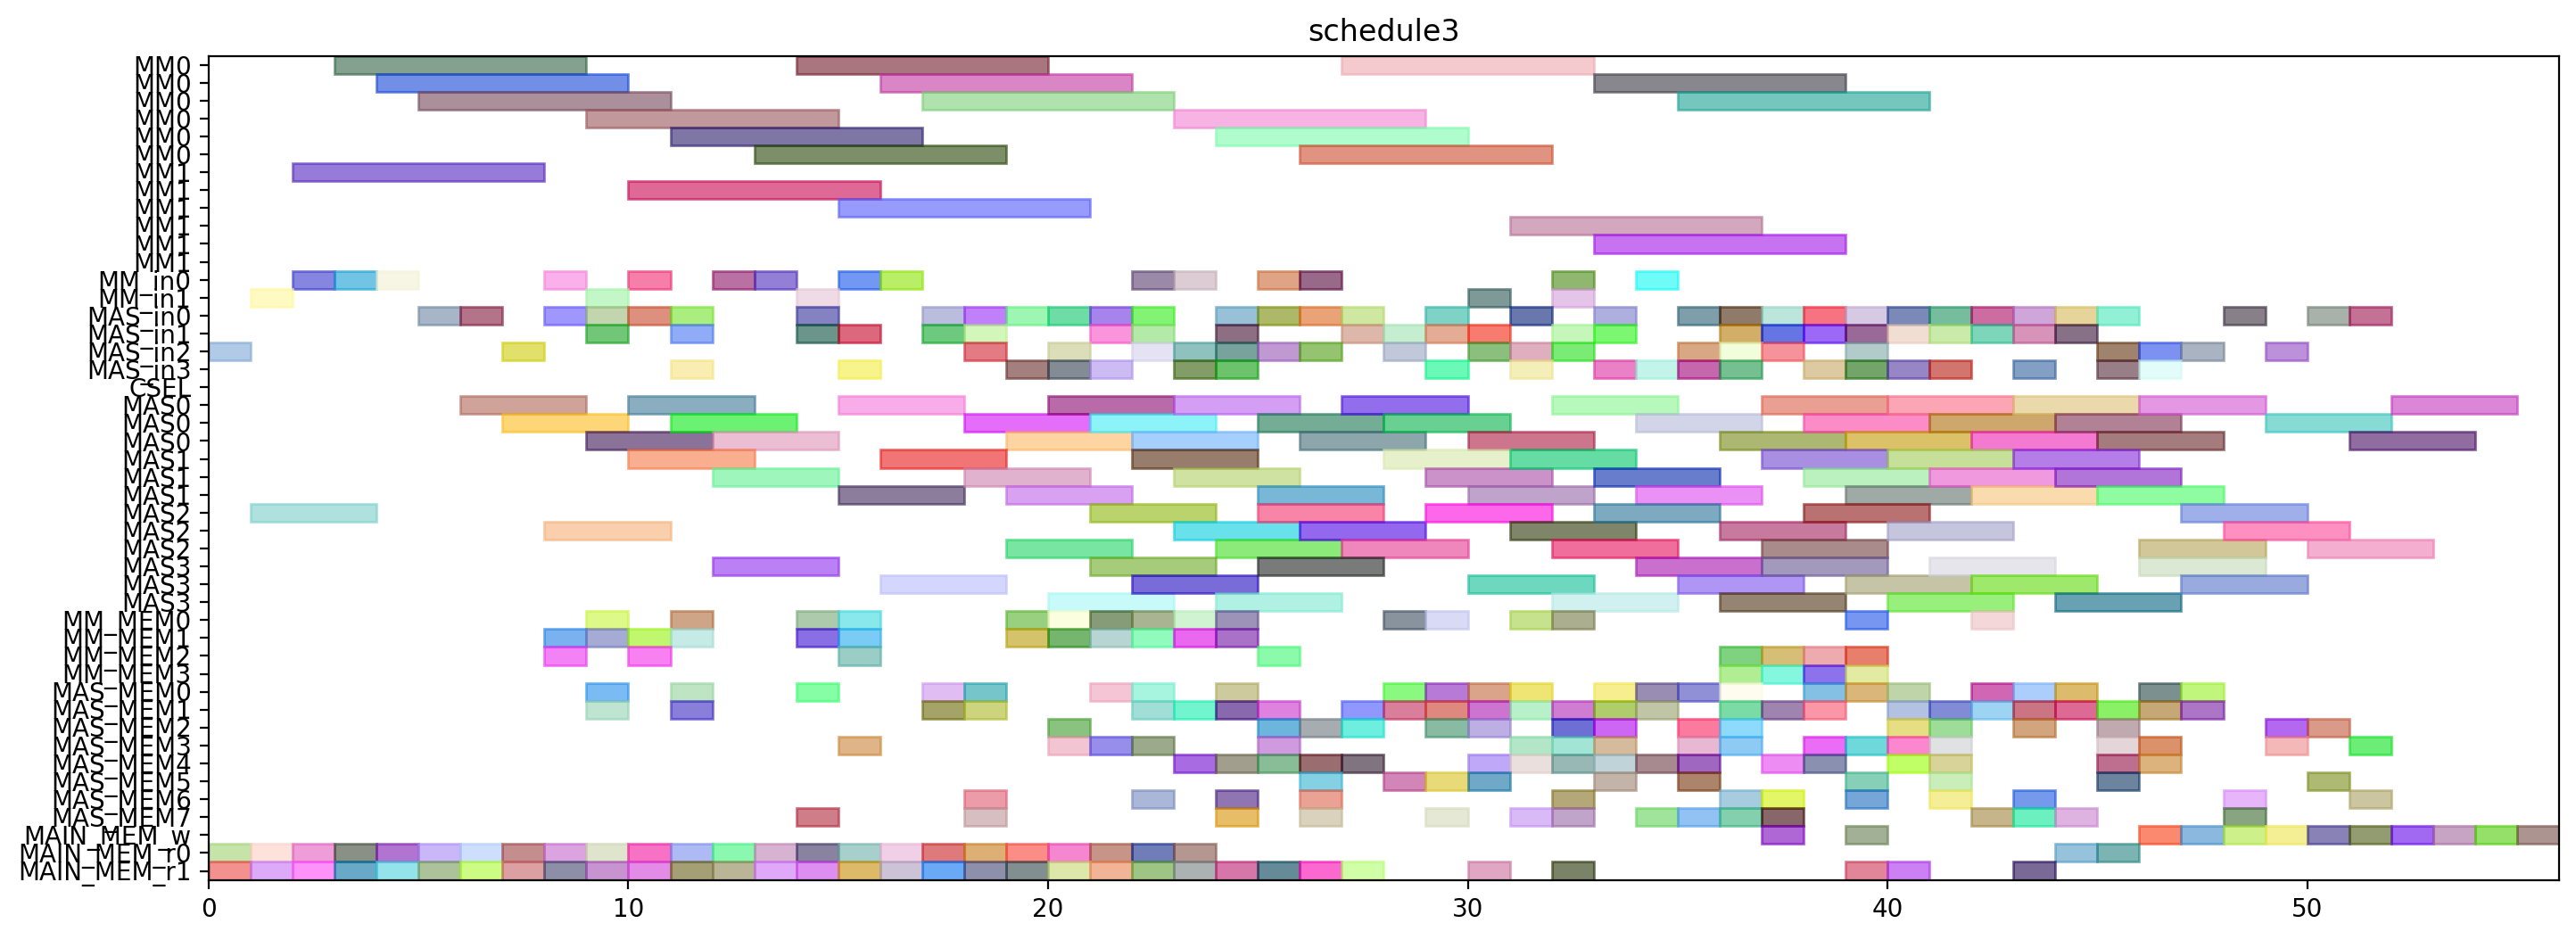 schedule3
MM0
MM0
MM0
MM0
MM0
MM0
MM1
MM1
MM1
MM1
MM1
MM1
MM_in0
MM_in1
MAS_in0
MAS_in1
MAS_in2
MAS_in3
CSEL
MAS0
MAS0
MAS0
MAS1
MAS1
MAS1
MAS2
MAS2
MAS2
MAS3
MAS3
MAS3
MM_MEM0
MM_MEM1
MM_MEM2
MM_MEM3
MAS_MEM0
MAS_MEM1
MAS_MEM2
MAS_MEM3
MAS_MEM4
MAS_MEM5
MAS_MEM6
MAS_MEM7
MAIN_MEM_w
MAIN_MEM_r0
MAIN_MEM_r1
0 10 20 30 40 50